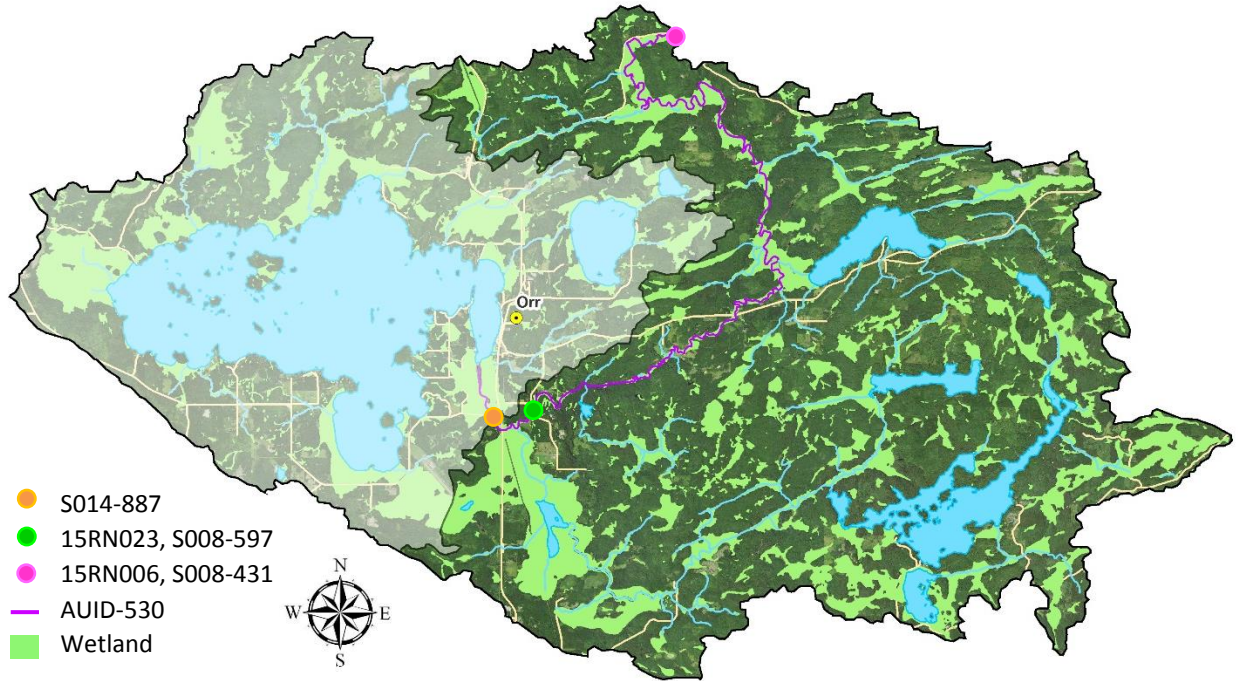 Orr
S014-887
15RN023, S008-597
15RN006, S008-431
AUID-530
Wetland
N
W E
S